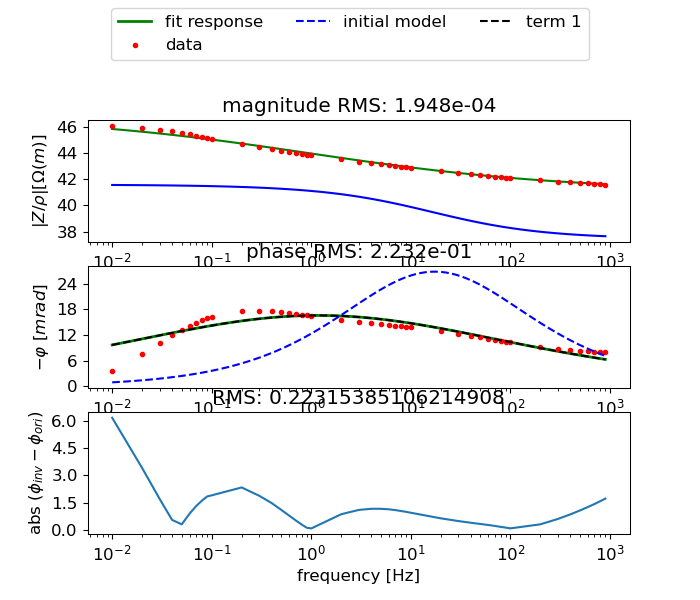 fit response initial model term 1
data
magnitude RMS: 1.948e-04
|Z/ρ|[Ω(m)]
46
44
42
40
38
10⁻² 10⁻¹ 10⁰ 10¹ 10² 10³
phase RMS: 2.232e-01
−φ [mrad]
24
18
12
6
0
10⁻² 10⁻¹ 10⁰ 10¹ 10² 10³
RMS: 0.22315385106214908
abs (ϕ_inv − ϕ_ori)
6.0
4.5
3.0
1.5
0.0
10⁻² 10⁻¹ 10⁰ 10¹ 10² 10³
frequency [Hz]